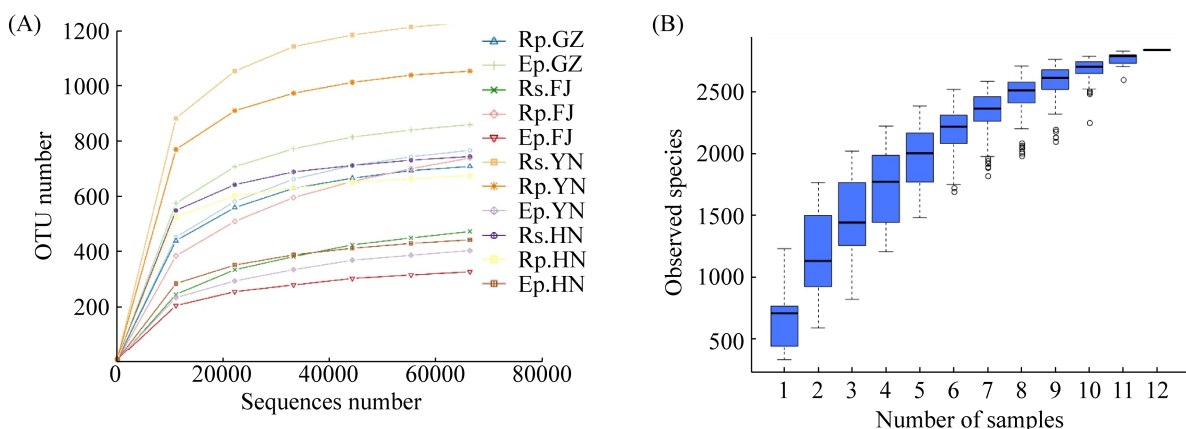 (A)
1200
1000
800
600
400
200
0
20000
40000
60000
80000
OTU number
Sequences number
Rp.GZ
Ep.GZ
Rs.FJ
Rp.FJ
Ep.FJ
Rs.YN
Rp.YN
Ep.YN
Rs.HN
Rp.HN
Ep.HN
(B)
2500
2000
1500
1000
500
Observed species
1 2 3 4 5 6 7 8 9 10 11 12
Number of samples